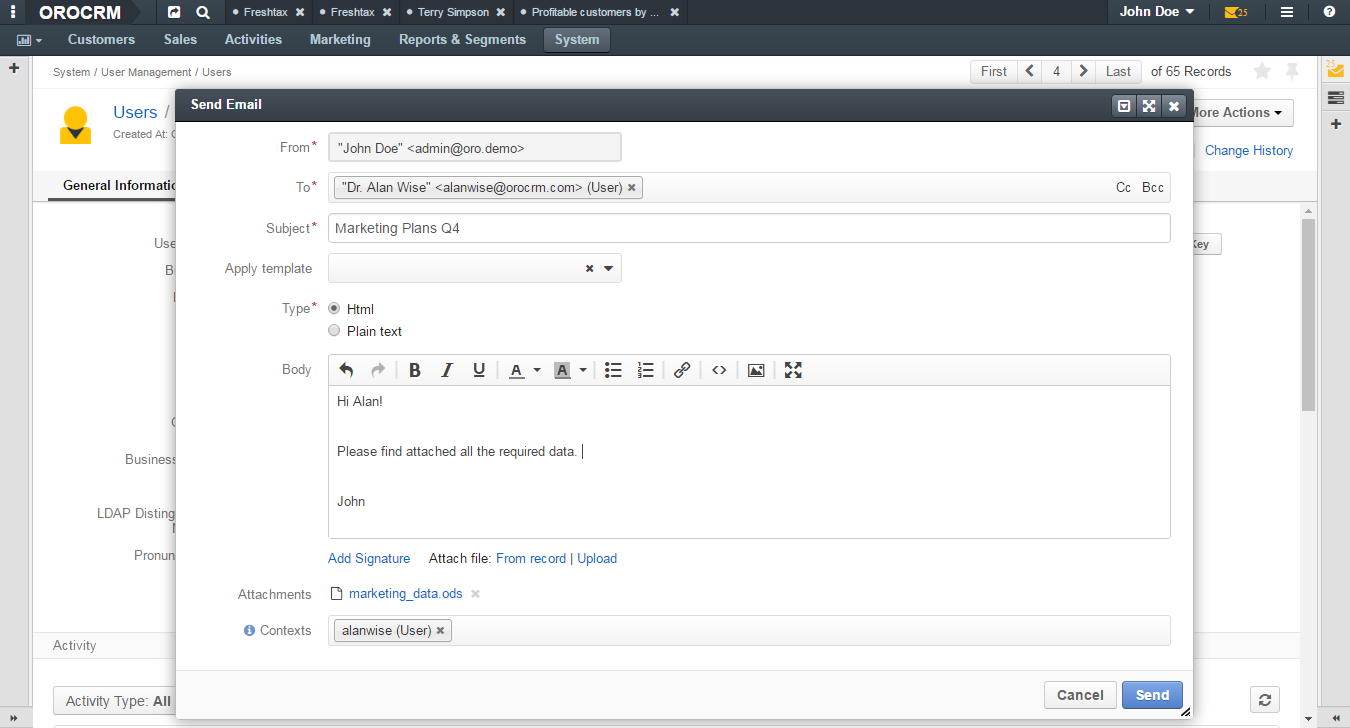 OROCRM
Freshtax
Freshtax
Terry Simpson
Profitable customers by ...
John Doe
25
Customers
Sales
Activities
Marketing
Reports & Segments
System
System / User Management / Users
First
4
Last
of 65 Records
25
Users /
Created At:
More Actions
Change History
General Informatio
Send Email
From*
"John Doe" <admin@oro.demo>
To*
"Dr. Alan Wise" <alanwise@orocrm.com> (User)
Cc Bcc
Subject*
Marketing Plans Q4
Apply template
Type*
Html
Plain text
Body
B I U A A
Hi Alan!
Please find attached all the required data.
John
Add Signature
Attach file: From record | Upload
Attachments
marketing_data.ods
Contexts
alanwise (User)
Cancel
Send
Use
B
Key
Business
LDAP Disting
Pronun
Activity
Activity Type: All